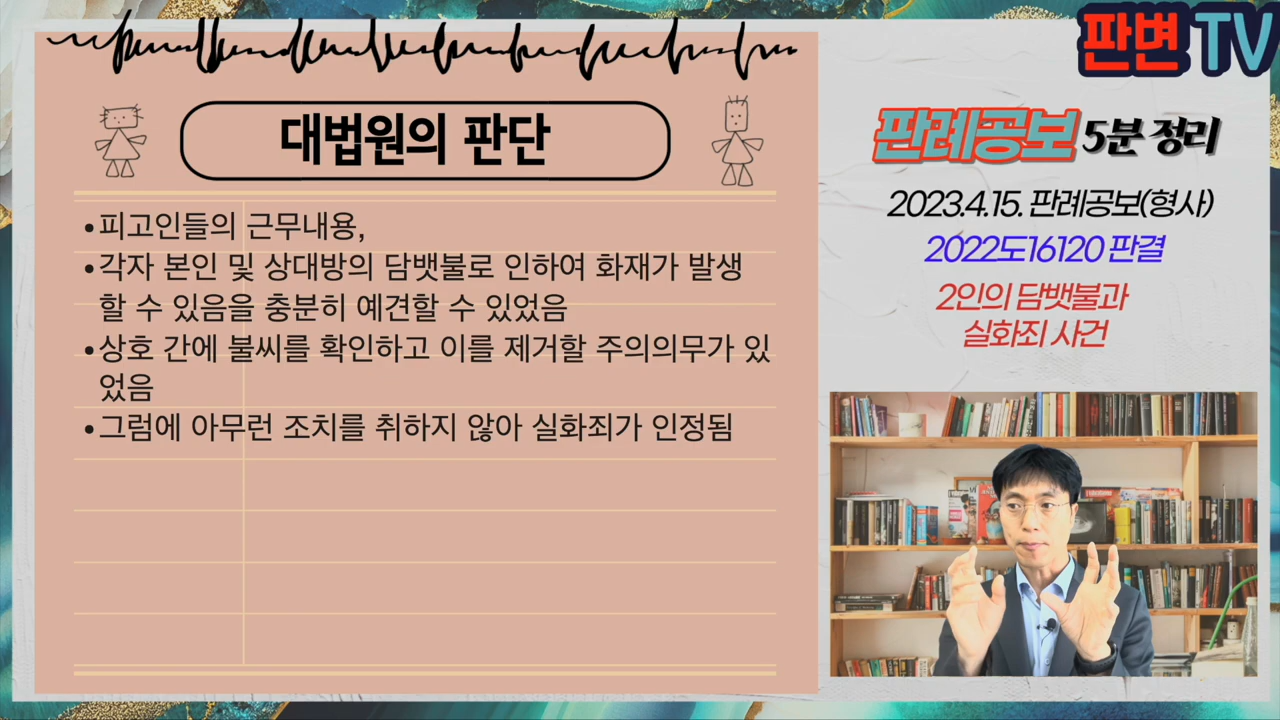 판변 TV
대법원의 판단
•피고인들의 근무내용,
•각자 본인 및 상대방의 담뱃불로 인하여 화재가 발생
할 수 있음을 충분히 예견할 수 있었음
•상호 간에 불씨를 확인하고 이를 제거할 주의의무가 있
었음
•그럼에 아무런 조치를 취하지 않아 실화죄가 인정됨
판례공보 5분 정리
2023.4.15. 판례공보(형사)
2022도16120 판결
2인의 담뱃불과
실화죄 사건